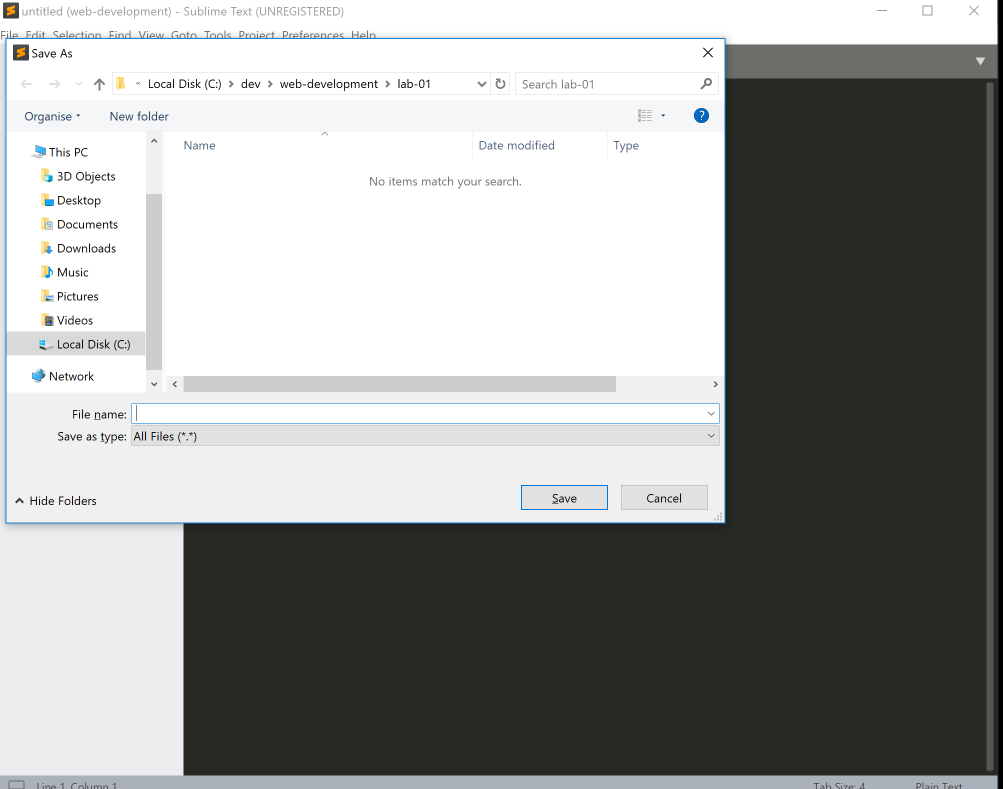 untitled (web-development) - Sublime Text (UNREGISTERED)
File Edit Selection Find View Goto Tools Project Preferences Help
Save As
« Local Disk (C:) > dev > web-development > lab-01
Search lab-01
Organise
New folder
?
Name
Date modified
Type
This PC
3D Objects
Desktop
Documents
Downloads
Music
Pictures
Videos
Local Disk (C:)
Network
No items match your search.
File name:
Save as type: All Files (*.*)
Hide Folders
Save
Cancel
Line 1, Column 1
Tab Size: 4
Plain Text